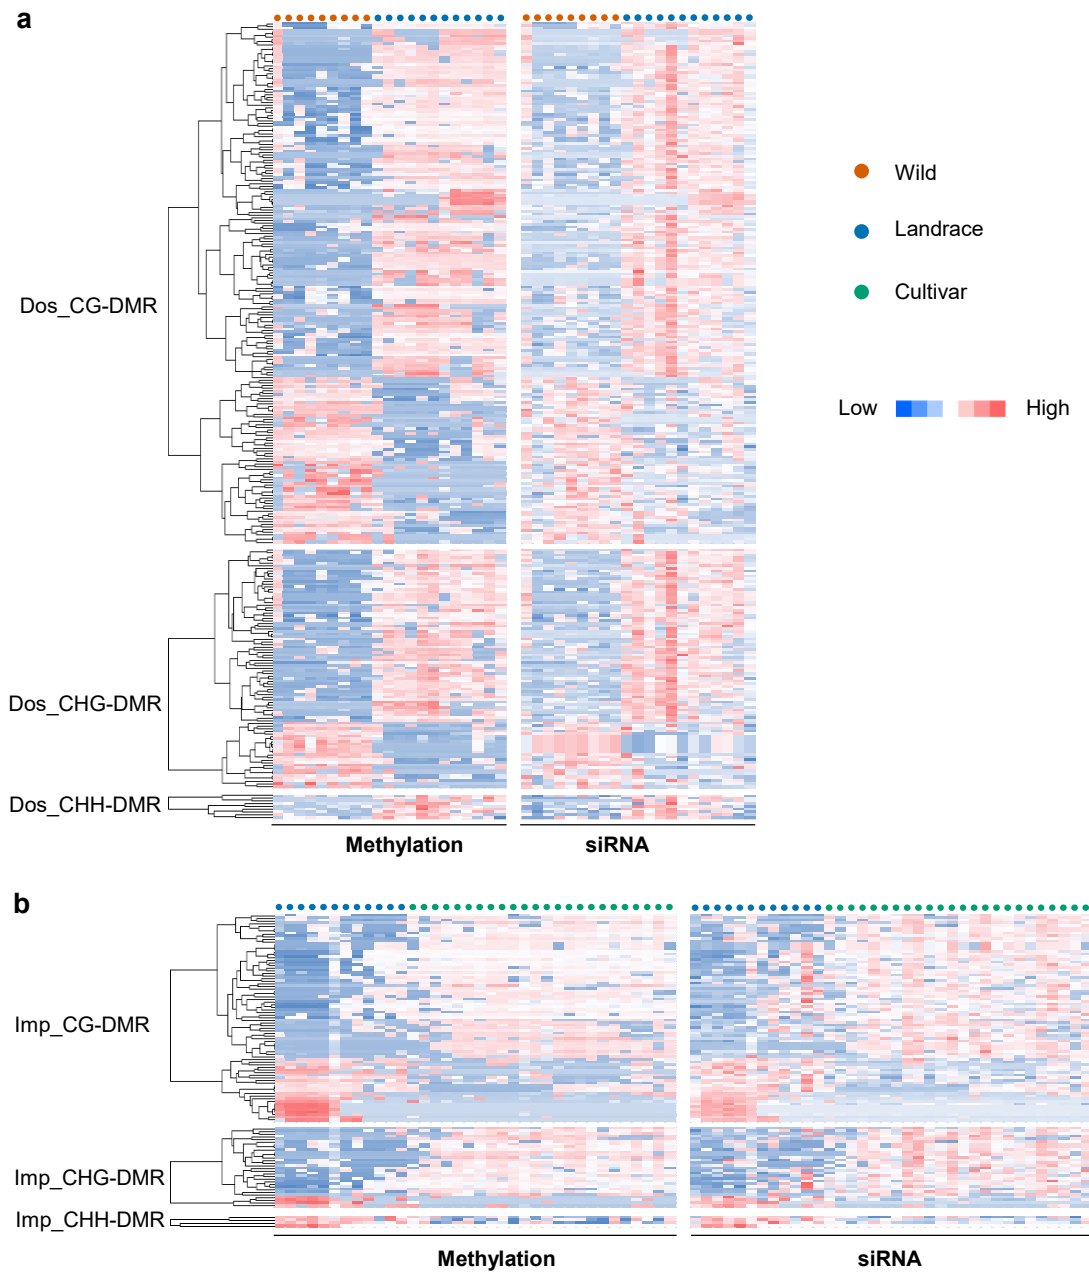 a
Wild
Landrace
Cultivar
Dos_CG-DMR
Low High
Dos_CHG-DMR
Dos_CHH-DMR
Methylation siRNA
b
Imp_CG-DMR
Imp_CHG-DMR
Imp_CHH-DMR
Methylation siRNA